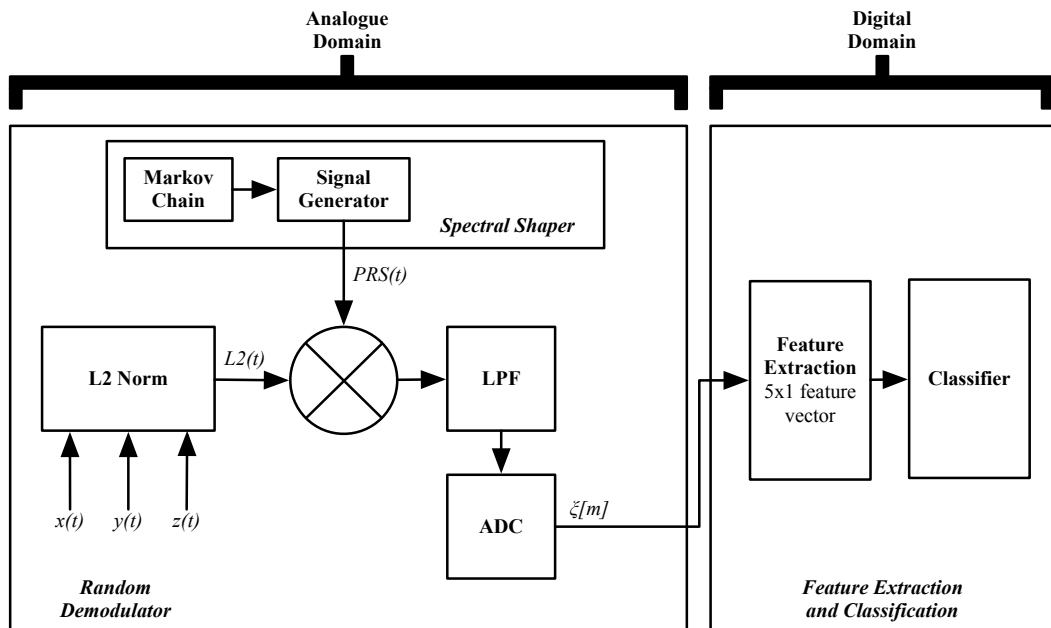 Analogue
Domain
Digital
Domain
Markov
Chain
Signal
Generator
Spectral Shaper
PRS(t)
L2 Norm
L2(t)
LPF
x(t)
y(t)
z(t)
ADC
ξ[m]
Random
Demodulator
Feature
Extraction
5x1 feature
vector
Classifier
Feature Extraction
and Classification